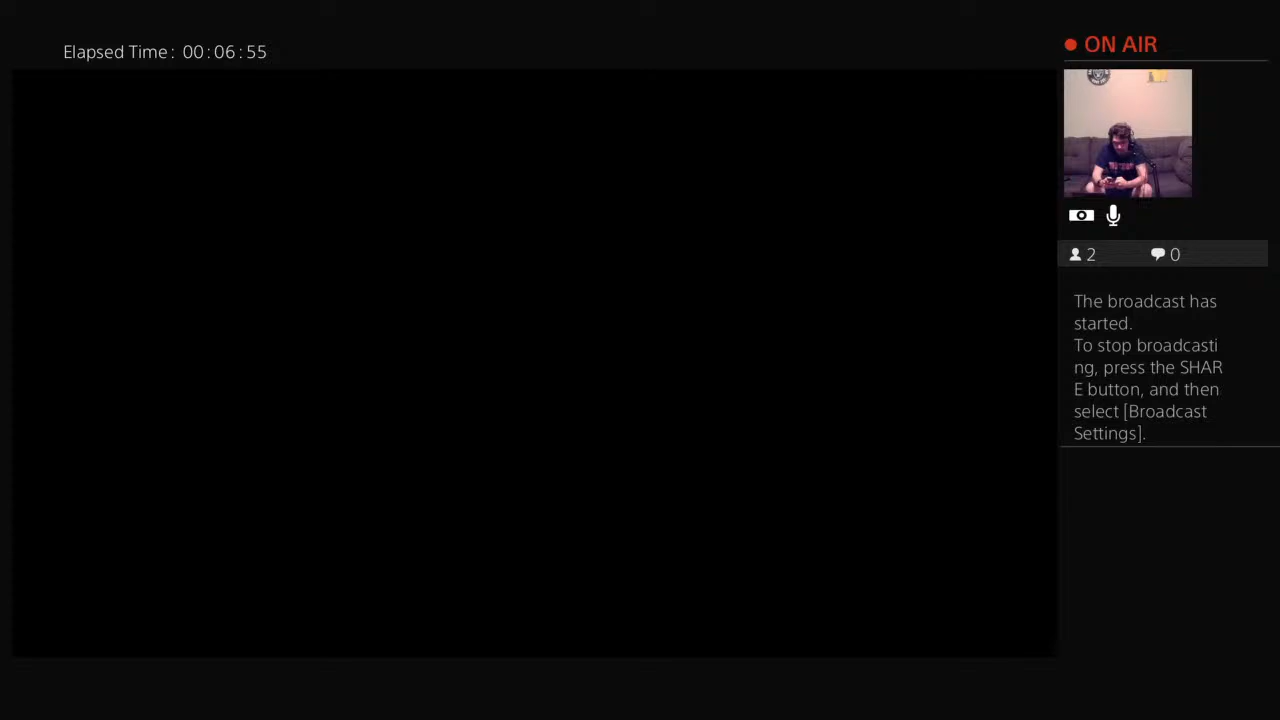 Elapsed Time: 00:06:55
ON AIR
2
0
The broadcast has
started.
To stop broadcasti
ng, press the SHAR
E button, and then
select [Broadcast
Settings].